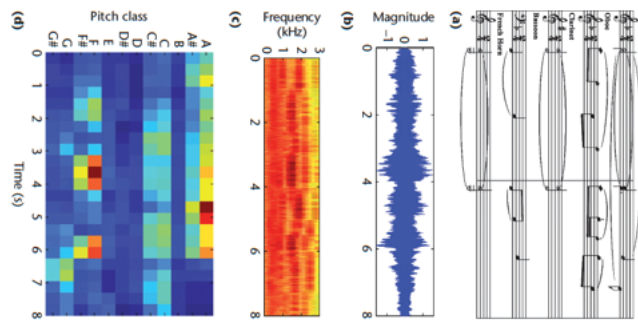 Oboe
Clarinet
Bassoon
French Horn
(a)
Magnitude
1
0
−1
0 2 4 6 8
(b)
Frequency
(kHz)
3
2
1
0
0 2 4 6 8
(c)
Pitch class
A
A#
B
C
C#
D
D#
E
F
F#
G
G#
0 1 2 3 4 5 6 7 8
Time (s)
(d)